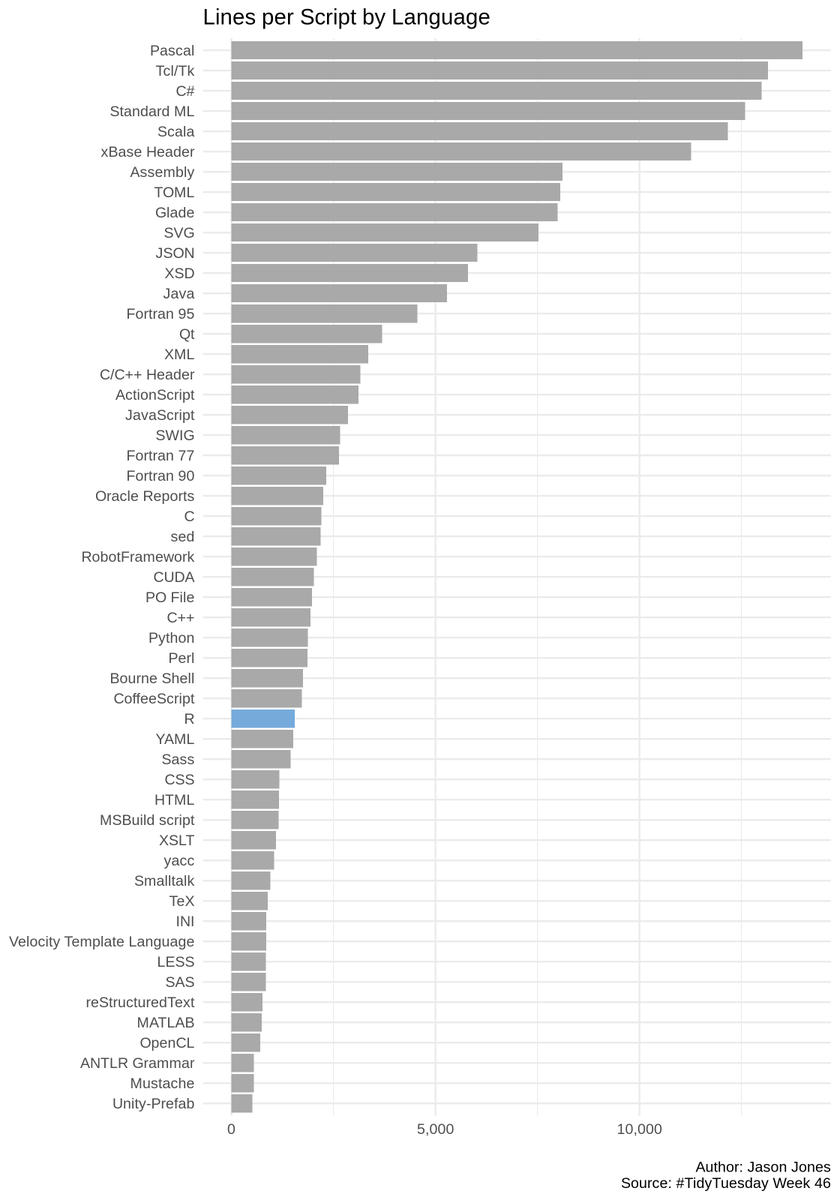 Lines per Script by Language
Pascal
Tcl/Tk
C#
Standard ML
Scala
xBase Header
Assembly
TOML
Glade
SVG
JSON
XSD
Java
Fortran 95
Qt
XML
C/C++ Header
ActionScript
JavaScript
SWIG
Fortran 77
Fortran 90
Oracle Reports
C
sed
RobotFramework
CUDA
PO File
C++
Python
Perl
Bourne Shell
CoffeeScript
R
YAML
Sass
CSS
HTML
MSBuild script
XSLT
yacc
Smalltalk
TeX
INI
Velocity Template Language
LESS
SAS
reStructuredText
MATLAB
OpenCL
ANTLR Grammar
Mustache
Unity-Prefab
0 5,000 10,000
Author: Jason Jones
Source: #TidyTuesday Week 46